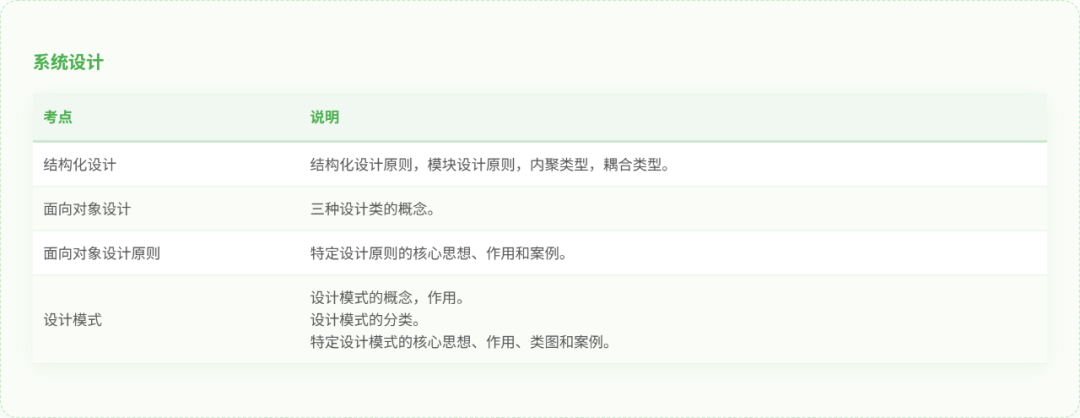 系统设计
考点 说明
结构化设计 结构化设计原则，模块设计原则，内聚类型，耦合类型。
面向对象设计 三种设计类的概念。
面向对象设计原则 特定设计原则的核心思想、作用和案例。
设计模式 设计模式的概念，作用。
设计模式的分类。
特定设计模式的核心思想、作用、类图和案例。